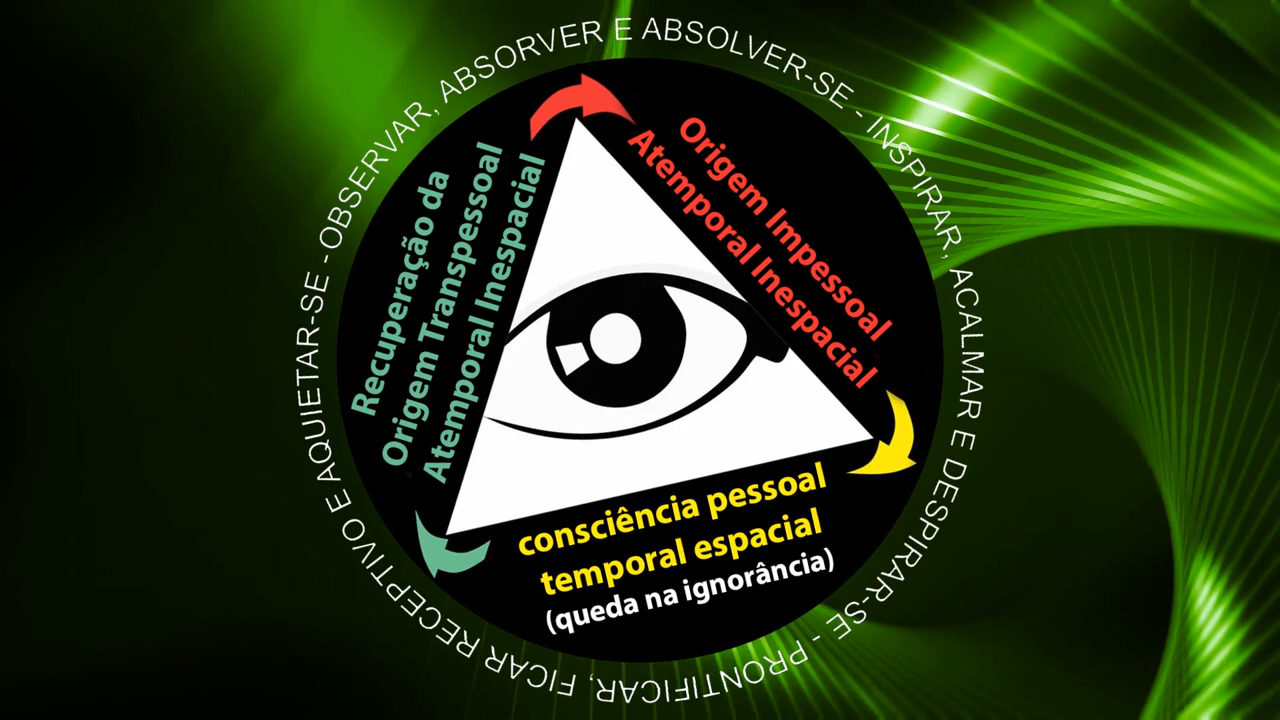 OBSERVAR, ABSORVER E ABSOLVER-SE - INSPIRAR, ACALMAR E DESPIRAR-SE - PRONTIFICAR, FICAR RECEPTIVO E AQUIETAR-SE -
Recuperação da
Origem Transpessoal
Atemporal Inespacial
Origem Impessoal
Atemporal Inespacial
consciência pessoal
temporal espacial
(queda na ignorância)